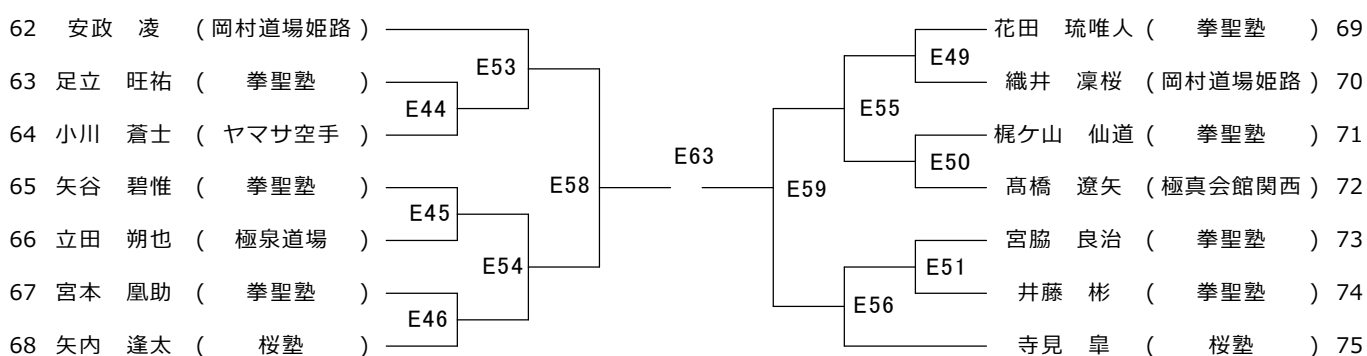 62 安政 凌 (岡村道場姫路)
63 足立 旺祐 ( 拳聖塾 )
64 小川 蒼士 ( ヤマサ空手 )
65 矢谷 碧惟 ( 拳聖塾 )
66 立田 朔也 ( 極泉道場 )
67 宮本 凰助 ( 拳聖塾 )
68 矢内 逢太 ( 桜塾 )
E53
E44
E58
E45
E54
E46
E63
E49
E55
E50
E59
E51
E56
花田 琉唯人 ( 拳聖塾 ) 69
織井 凜桜 (岡村道場姫路) 70
梶ケ山 仙道 ( 拳聖塾 ) 71
髙橋 遼矢 (極真会館関西) 72
宮脇 良治 ( 拳聖塾 ) 73
井藤 彬 ( 拳聖塾 ) 74
寺見 皐 ( 桜塾 ) 75